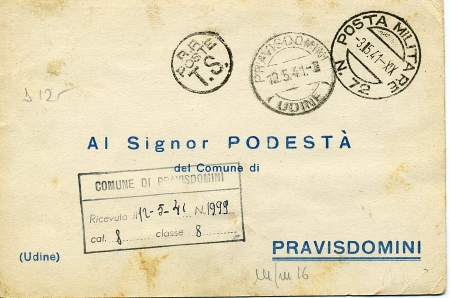 R.R.
POSTE
T.S.
PRAVISDOMINI
12.5.41
(UDINE)
POSTA MILITARE
-3.5.41.XIX
N. 72
Al Signor PODESTÀ
del Comune di
COMUNE DI PRAVISDOMINI
Ricevuto il 12-5-41 N. 1999
cat. 8 classe 8
(Udine)
PRAVISDOMINI